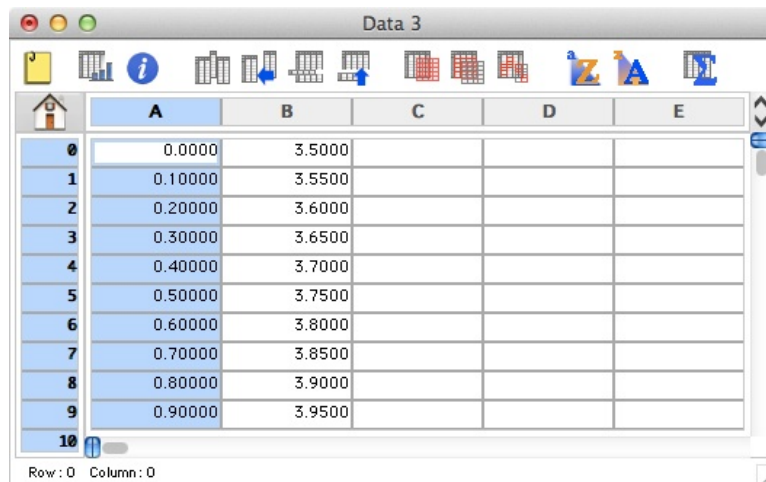 Data 3
A B C D E
0 0.0000 3.5000
1 0.10000 3.5500
2 0.20000 3.6000
3 0.30000 3.6500
4 0.40000 3.7000
5 0.50000 3.7500
6 0.60000 3.8000
7 0.70000 3.8500
8 0.80000 3.9000
9 0.90000 3.9500
10
Row: 0 Column: 0